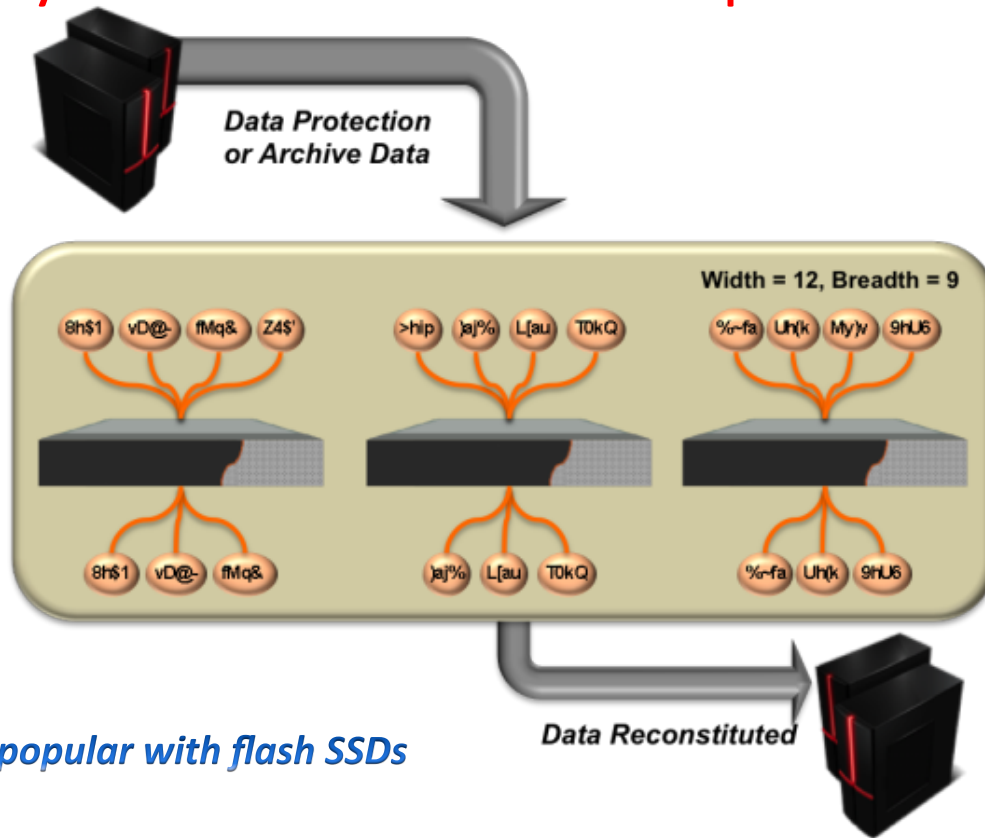 Data Protection
or Archive Data
Width = 12, Breadth = 9
8h$1 vD@- fMq& Z4$' >hip )aj% L[au T0kQ %~fa Uh(k My)v 9hU6
8h$1 vD@- fMq& )aj% L[au T0kQ %~fa Uh(k 9hU6
Data Reconstituted
popular with flash SSDs